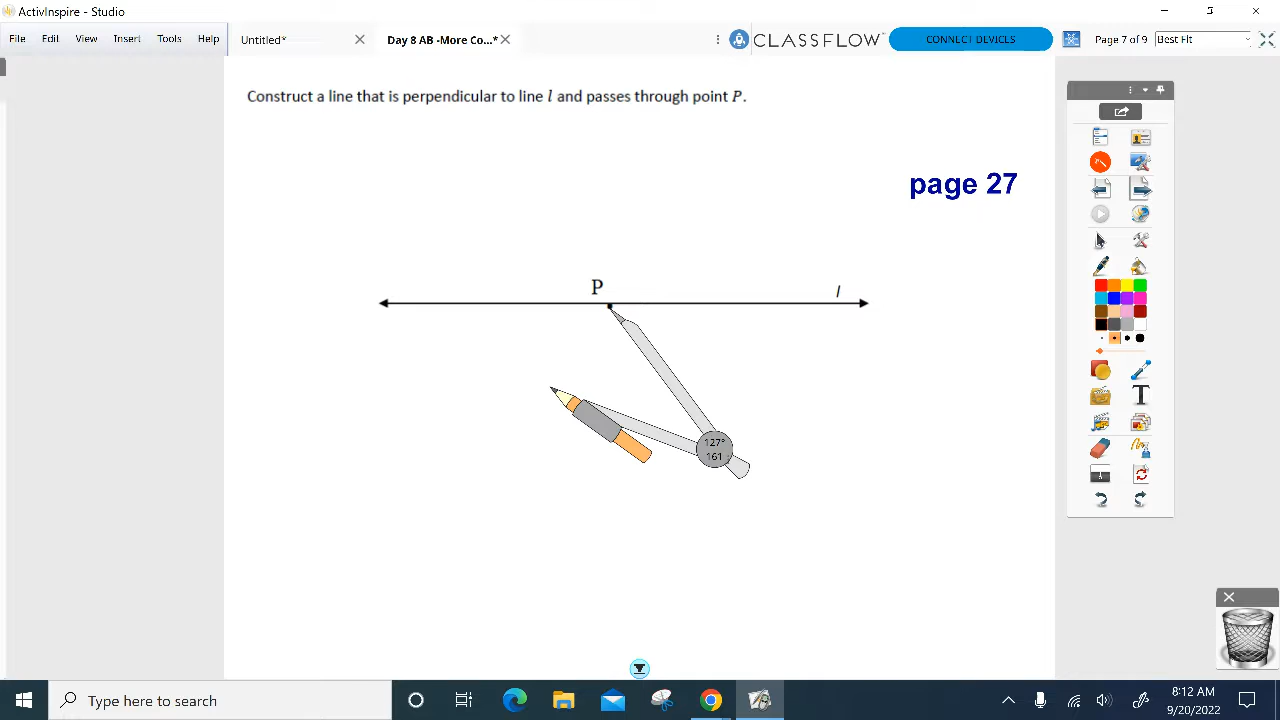 ActivInspire - Studio
File Edit View Insert Tools Help
Untitled*
Day 8 AB -More Co...*
CLASSFLOW
CONNECT DEVICES
Page 7 of 9
Best Fit
Construct a line that is perpendicular to line l and passes through point P.
page 27
P
l
127°
161
T
Type here to search
8:12 AM
9/20/2022